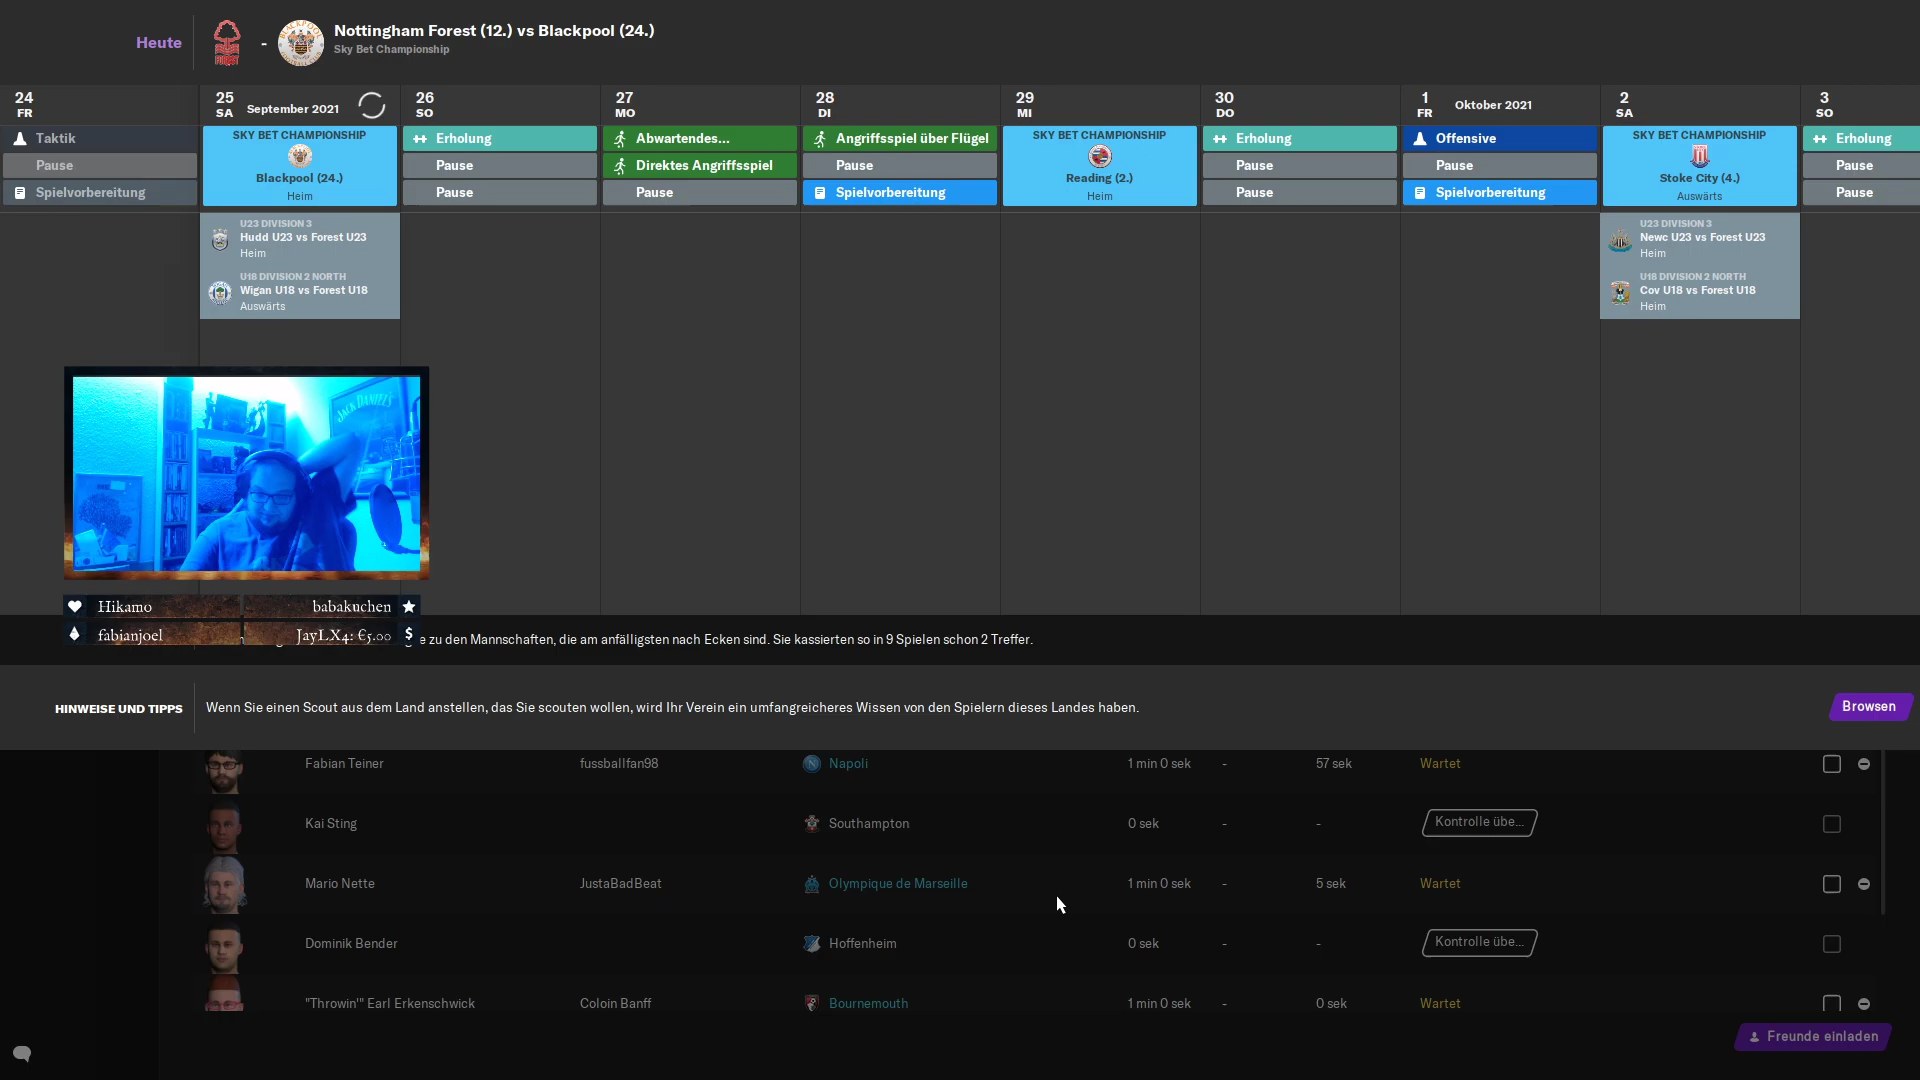 Heute
-
Nottingham Forest (12.) vs Blackpool (24.)
Sky Bet Championship
24
FR
25
SA
September 2021
26
SO
27
MO
28
DI
29
MI
30
DO
1
FR
Oktober 2021
2
SA
3
SO
Taktik
Pause
Spielvorbereitung
SKY BET CHAMPIONSHIP
Blackpool (24.)
Heim
Erholung
Pause
Pause
Abwartendes...
Direktes Angriffsspiel
Pause
Angriffsspiel über Flügel
Pause
Spielvorbereitung
SKY BET CHAMPIONSHIP
Reading (2.)
Heim
Erholung
Pause
Pause
Offensive
Pause
Spielvorbereitung
SKY BET CHAMPIONSHIP
Stoke City (4.)
Auswärts
Erholung
Pause
Pause
U23 DIVISION 3
Hudd U23 vs Forest U23
Heim
U18 DIVISION 2 NORTH
Wigan U18 vs Forest U18
Auswärts
U23 DIVISION 3
Newc U23 vs Forest U23
Heim
U18 DIVISION 2 NORTH
Cov U18 vs Forest U18
Heim
JACK DANIEL'S
Hikamo
babakuchen
fabianjoel
JayLX4: €5.00
$
zu den Mannschaften, die am anfälligsten nach Ecken sind. Sie kassierten so in 9 Spielen schon 2 Treffer.
HINWEISE UND TIPPS
Wenn Sie einen Scout aus dem Land anstellen, das Sie scouten wollen, wird Ihr Verein ein umfangreicheres Wissen von den Spielern dieses Landes haben.
Browsen
Fabian Teiner fussballfan98 Napoli 1 min 0 sek - 57 sek Wartet
Kai Sting Southampton 0 sek - - Kontrolle übe...
Mario Nette JustaBadBeat Olympique de Marseille 1 min 0 sek - 5 sek Wartet
Dominik Bender Hoffenheim 0 sek - - Kontrolle übe...
"Throwin'" Earl Erkenschwick Coloin Banff Bournemouth 1 min 0 sek - 0 sek Wartet
Freunde einladen